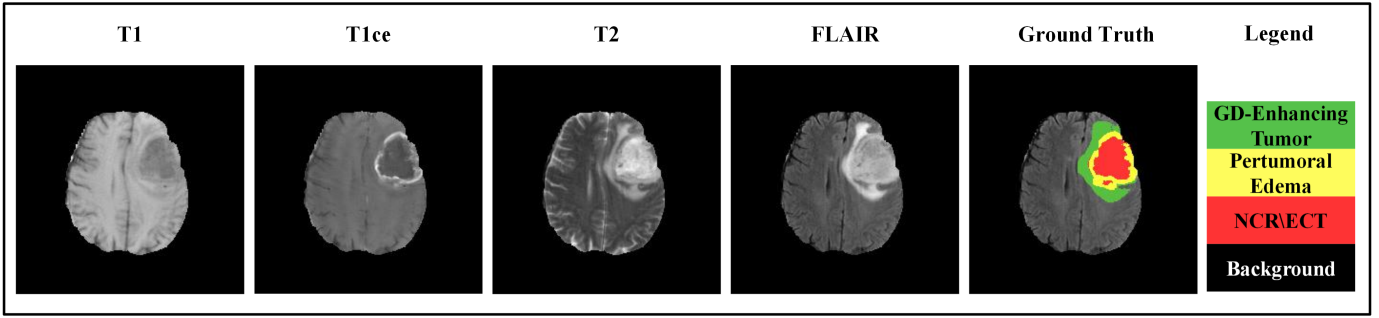 T1
T1ce
T2
FLAIR
Ground Truth
Legend
GD-Enhancing
Tumor
Pertumoral
Edema
NCR\ECT
Background